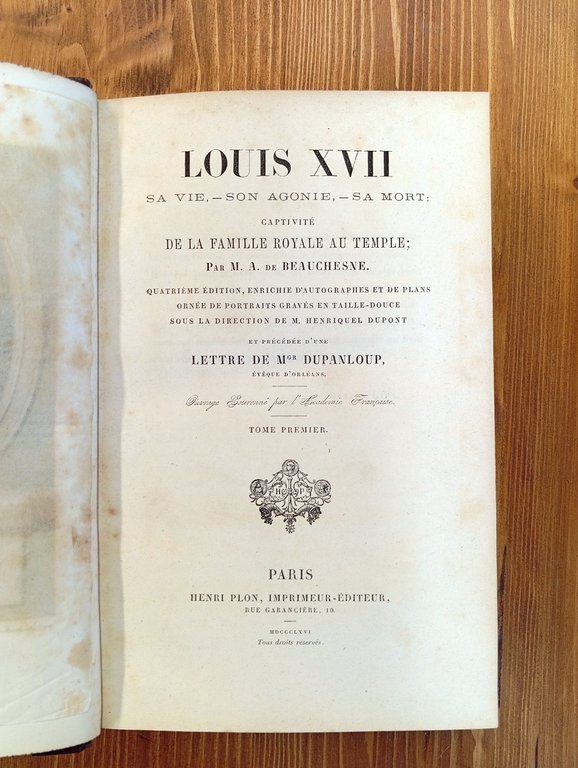 LOUIS XVII
SA VIE,—SON AGONIE,—SA MORT;
CAPTIVITÉ
DE LA FAMILLE ROYALE AU TEMPLE;
PAR M. A. DE BEAUCHESNE.
QUATRIÈME ÉDITION, ENRICHIE D'AUTOGRAPHES ET DE PLANS
ORNÉE DE PORTRAITS GRAVÉS EN TAILLE-DOUCE
SOUS LA DIRECTION DE M. HENRIQUEL DUPONT
ET PRÉCÉDÉE D'UNE
LETTRE DE MGR DUPANLOUP,
ÉVÊQUE D'ORLÉANS,
Ouvrage Couronné par l'Académie Française.
TOME PREMIER.
H P
PARIS
HENRI PLON, IMPRIMEUR-ÉDITEUR,
RUE GARANCIÈRE, 10.
MDCCCLXVI
Tous droits réservés.